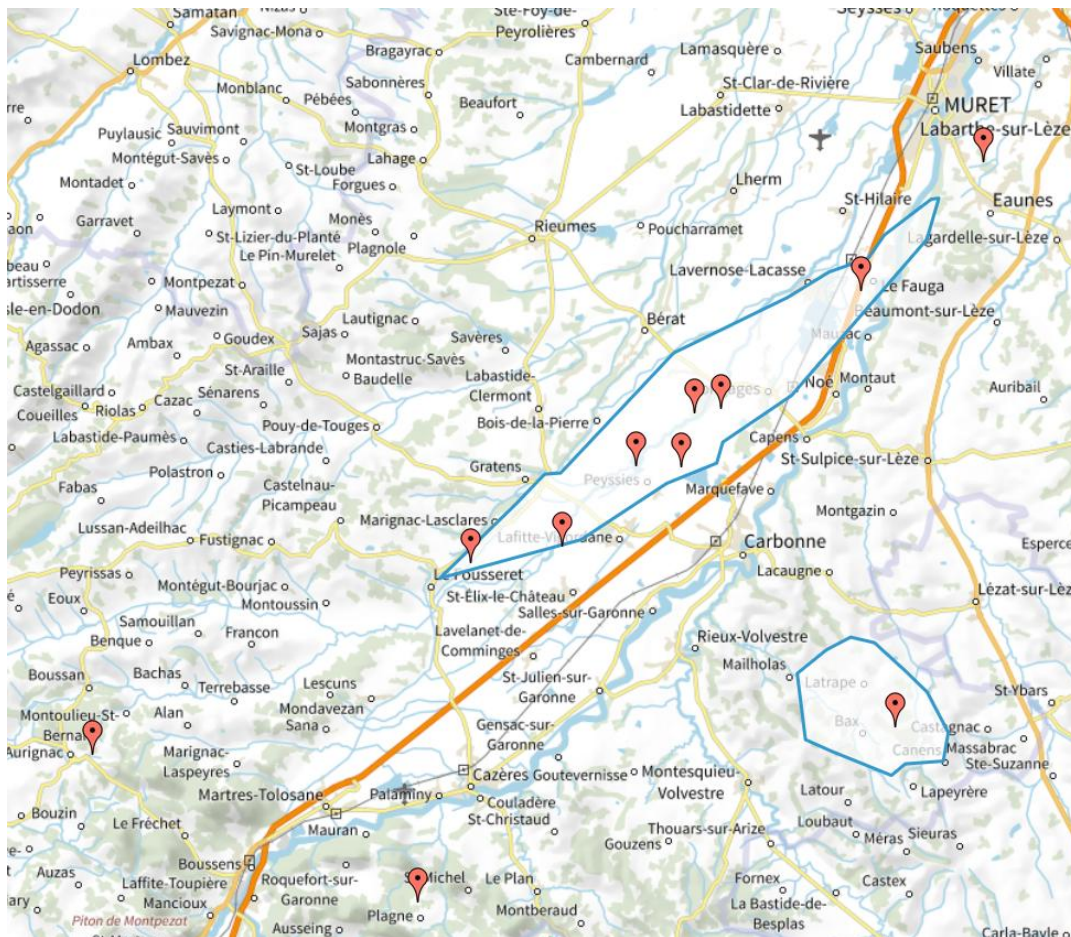 Samatan
Savignac-Mona
Ste-Foy-de-
Peyrolières
Lombez
Bragayrac
Cambernard
Lamasquère
Saubens
Villate
Monblanc
Sabonnères
Pébées
Beaufort
St-Clar-de-Rivière
Labastidette
MURET
Labarthe-sur-Lèze
Puylausic
Sauvimont
Montgras
Montégut-Savès
St-Loube
Lahage
Forgues
Montadet
Lherm
St-Hilaire
Eaunes
Garravet
Laymont
Monès
St-Lizier-du-Planté
Plagnole
Rieumes
Poucharramet
Lagardelle-sur-Lèze
Le Pin-Murelet
Montpezat
Lavernose-Lacasse
Le Fauga
sle-en-Dodon
Mauvezin
Lautignac
Beaumont-sur-Lèze
Agassac
Ambax
Goudex
Sajas
Savères
Bérat
Mauzac
St-Araille
Montastruc-Savès
Baudelle
Labastide-
Clermont
Noé
Montaut
Auribail
Castelgaillard
Coueilles
Riolas
Cazac
Sénarens
Pouy-de-Touges
Bois-de-la-Pierre
Capens
Labastide-Paumès
Casties-Labrande
St-Sulpice-sur-Lèze
Polastron
Gratens
Peyssies
Marquefave
Fabas
Castelnau-
Picampeau
Montgazin
Lussan-Adeilhac
Fustignac
Marignac-Lasclares
Carbonne
Peyrissas
Montégut-Bourjac
Lacaugne
Eoux
Montoussin
St-Élix-le-Château
Salles-sur-Garonne
Samouillan
Francon
Benque
Lavelanet-de-
Comminges
Rieux-Volvestre
Mailholas
Boussan
Bachas
Terrebasse
Lescuns
St-Julien-sur-
Garonne
Latrape
St-Ybars
Montoulieu-St-
Alan
Mondavezan
Sana
Gensac-sur-
Garonne
Bax
Castagnac
Canens
Massabrac
Aurignac
Marignac-
Laspeyres
Ste-Suzanne
Cazères
Goutevernisse
Montesquieu-
Volvestre
Lapeyrère
Martres-Tolosane
Palaminy
Couladère
St-Christaud
Latour
Bouzin
Le Fréchet
Mauran
Thouars-sur-Arize
Loubaut
Méras
Sieuras
Gouzens
Boussens
Auzas
Laffite-Toupière
Mancioux
Roquefort-sur-
Garonne
Le Plan
Fornex
Castex
Piton de Montpezat
Ausseing
Plagne
Montberaud
La Bastide-de-
Besplas
Carla-Bayle